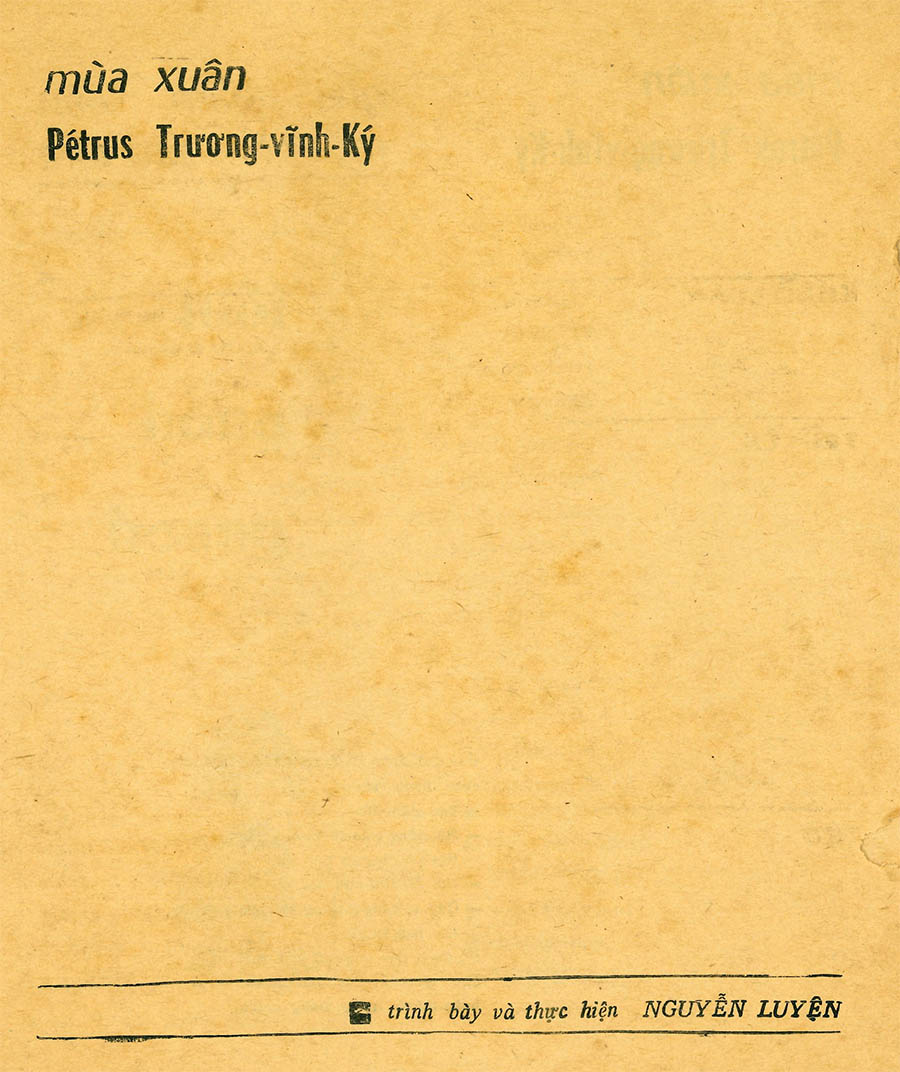 mùa xuân
Pétrus Trương-vĩnh-Ký
trình bày và thực hiện NGUYỄN LUYỆN